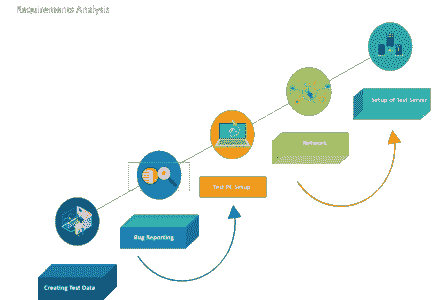 Requirements Analysis
Setup of Test Server
Network
Test PC Setup
Bug Reporting
Creating Test Data